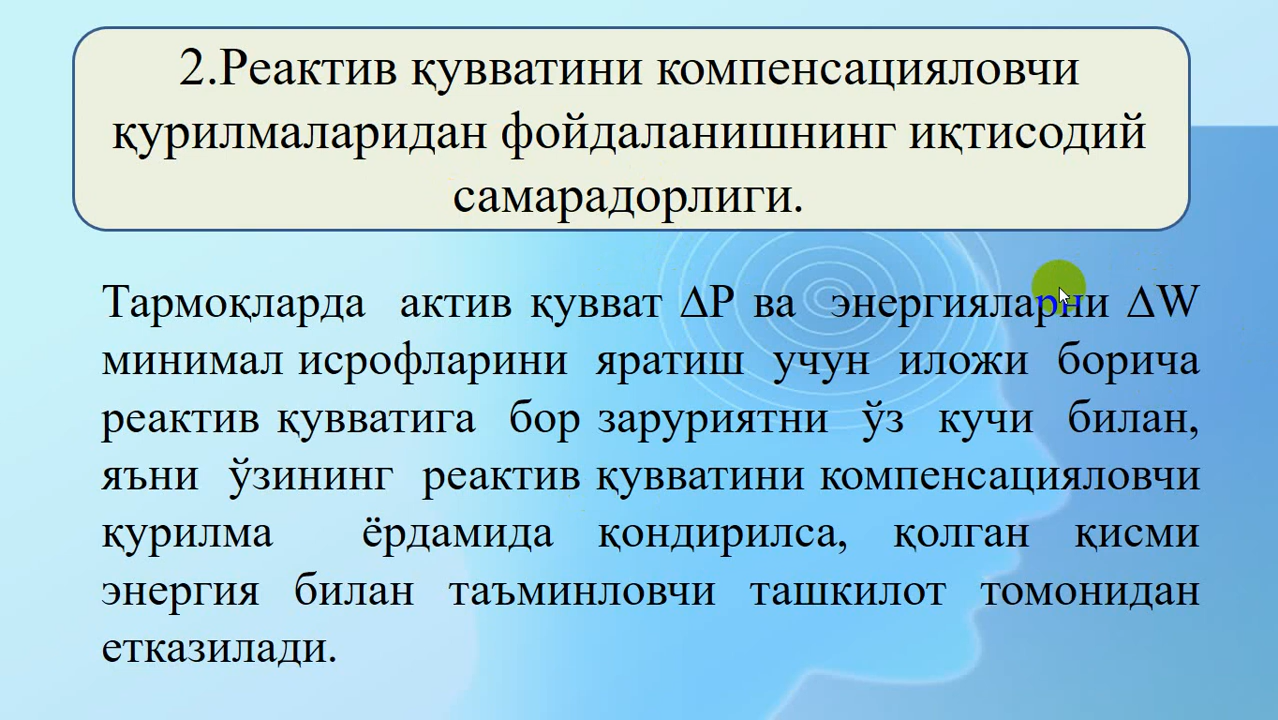 2.Реактив қувватини компенсацияловчи
қурилмаларидан фойдаланишнинг иқтисодий
самарадорлиги.
Тармоқларда актив қувват ∆P ва энергияларни ∆W
минимал исрофларини яратиш учун иложи борича
реактив қувватига бор заруриятни ўз кучи билан,
яъни ўзининг реактив қувватини компенсацияловчи
қурилма ёрдамида қондирилса, қолган қисми
энергия билан таъминловчи ташкилот томонидан
етказилади.